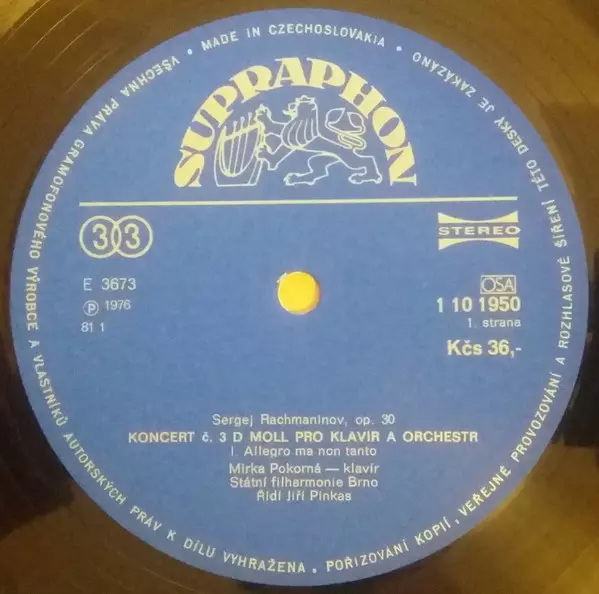 VŠECHNA PRÁVA GRAMOFONOVÉHO VÝROBCE A VLASTNÍKŮ AUTORSKÝCH PRÁV K DÍLU VYHRAŽENA • POŘIZOVÁNÍ KOPIÍ, VEŘEJNÉ PROVOZOVÁNÍ A ROZHLASOVÉ ŠÍŘENÍ TÉTO DESKY JE ZAKÁZÁNO •
MADE IN CZECHOSLOVAKIA •
SUPRAPHON
33
STEREO
E 3673
Ⓟ 1976
81 1
OSA
1 10 1950
1. strana
Kčs 36,-
Sergej Rachmaninov, op. 30
KONCERT č. 3 D MOLL PRO KLAVÍR A ORCHESTR
I. Allegro ma non tanto
Mirka Pokorná — klavír
Státní filharmonie Brno
Řídí Jiří Pinkas